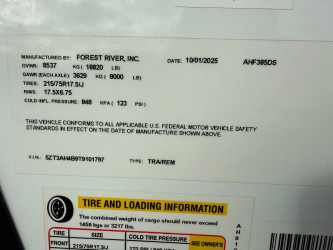 MANUFACTURED BY: FOREST RIVER, INC. DATE: 10/01/2025 AHF385DS
GVWR: 8537 KG ( 18820 LB)
GAWR (EACH AXLE): 3629 KG ( 8000 LB)
TIRES: 215/75R17.5/J
RIMS: 17.5X6.75
COLD INFL. PRESSURE: 848 KPA ( 123 PSI)
THIS VEHICLE CONFORMS TO ALL APPLICABLE U.S. FEDERAL MOTOR VEHICLE SAFETY
STANDARDS IN EFFECT ON THE DATE OF MANUFACTURE SHOWN ABOVE.
V.I.N.: 5ZT3AH4B9T9101797 TYPE: TRA/REM
TIRE AND LOADING INFORMATION
The combined weight of cargo should never exceed
1459 kgs or 3217 lbs.
TIRE SIZE COLD TIRE PRESSURE SEE OWNER'S
FRONT 215/75R17.5/J